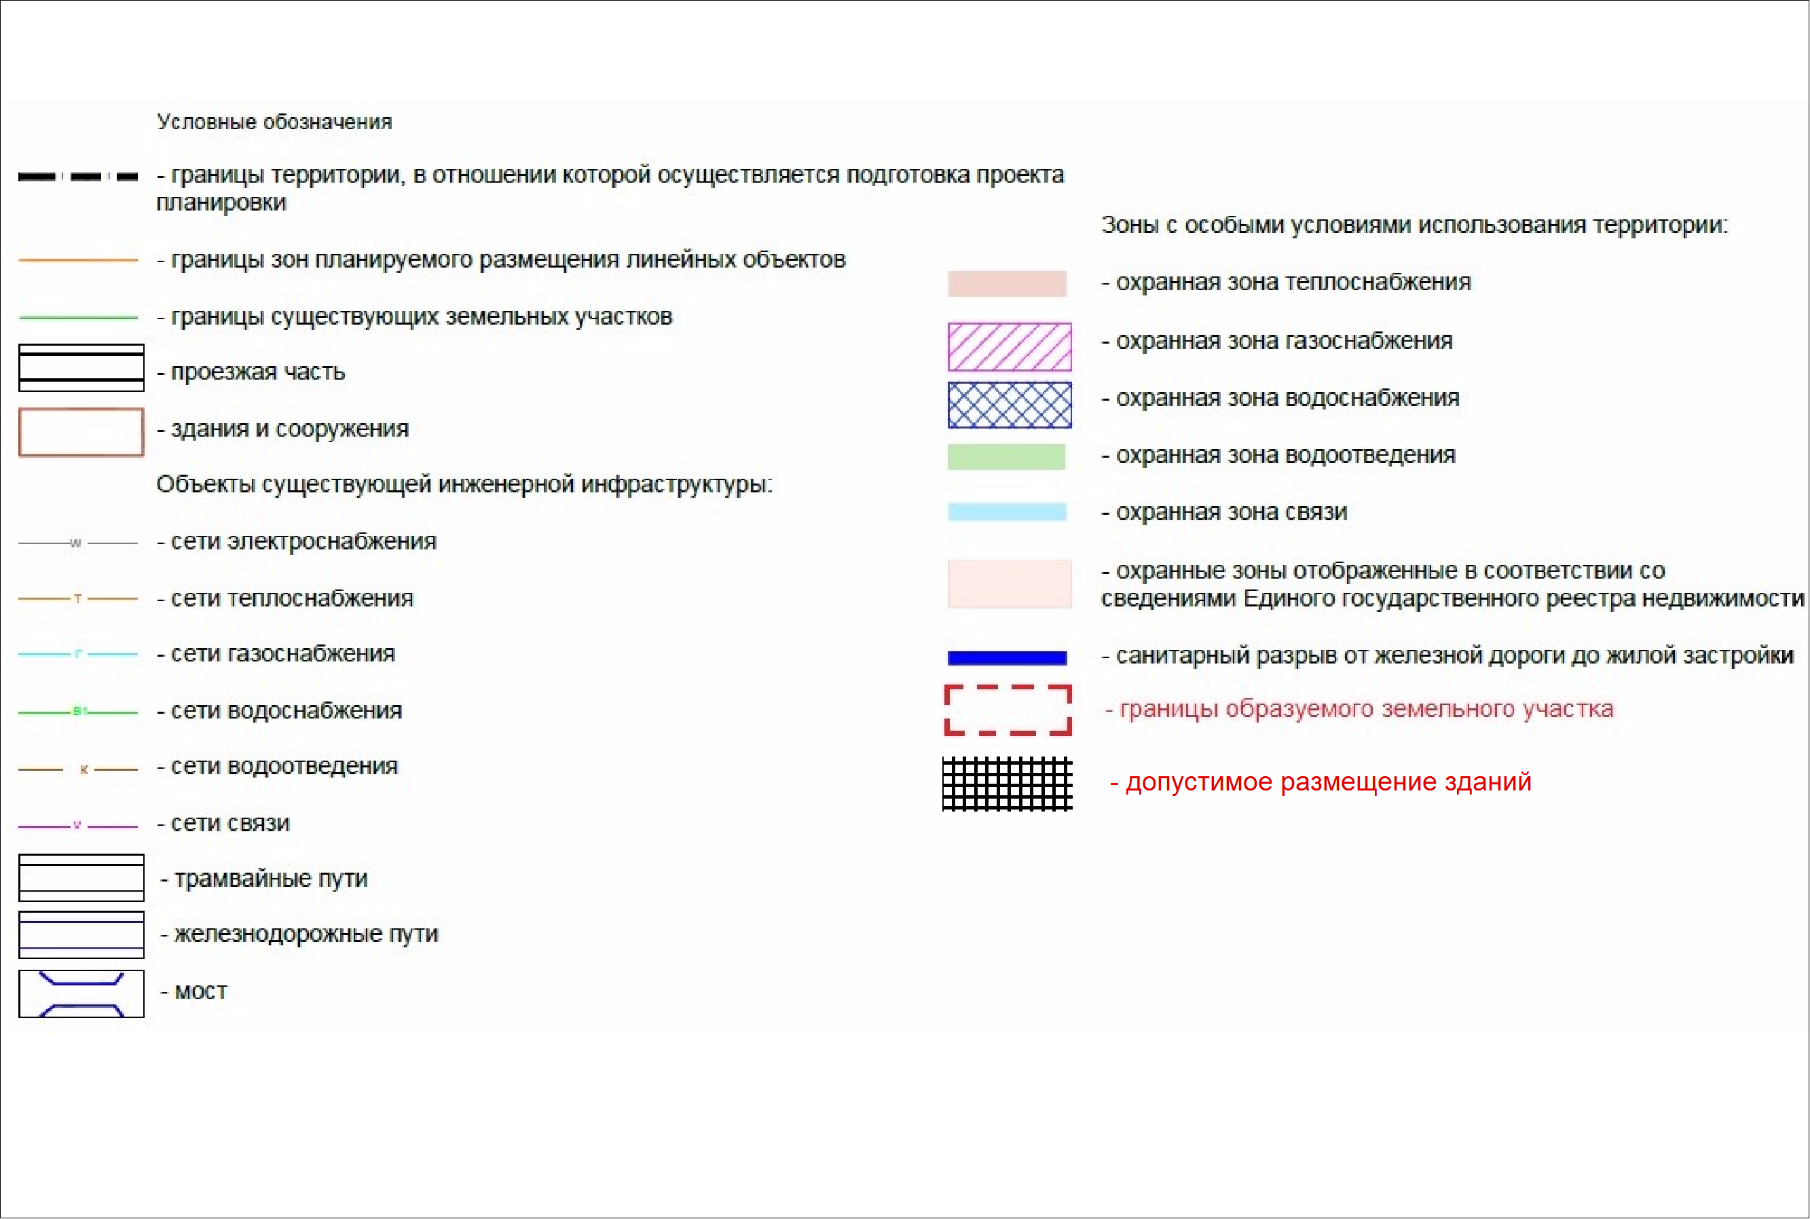 Условные обозначения
- границы территории, в отношении которой осуществляется подготовка проекта
планировки
- границы зон планируемого размещения линейных объектов
- границы существующих земельных участков
- проезжая часть
- здания и сооружения
Объекты существующей инженерной инфраструктуры:
W
- сети электроснабжения
Т
- сети теплоснабжения
Г
- сети газоснабжения
В1
- сети водоснабжения
К
- сети водоотведения
V
- сети связи
- трамвайные пути
- железнодорожные пути
- мост
Зоны с особыми условиями использования территории:
- охранная зона теплоснабжения
- охранная зона газоснабжения
- охранная зона водоснабжения
- охранная зона водоотведения
- охранная зона связи
- охранные зоны отображенные в соответствии со
сведениями Единого государственного реестра недвижимости
- санитарный разрыв от железной дороги до жилой застройки
- границы образуемого земельного участка
- допустимое размещение зданий